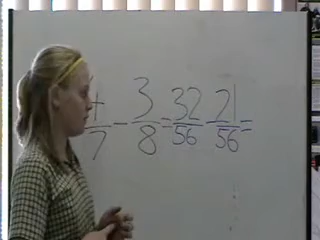 4/7 - 3/8 = 32/56 - 21/56 =